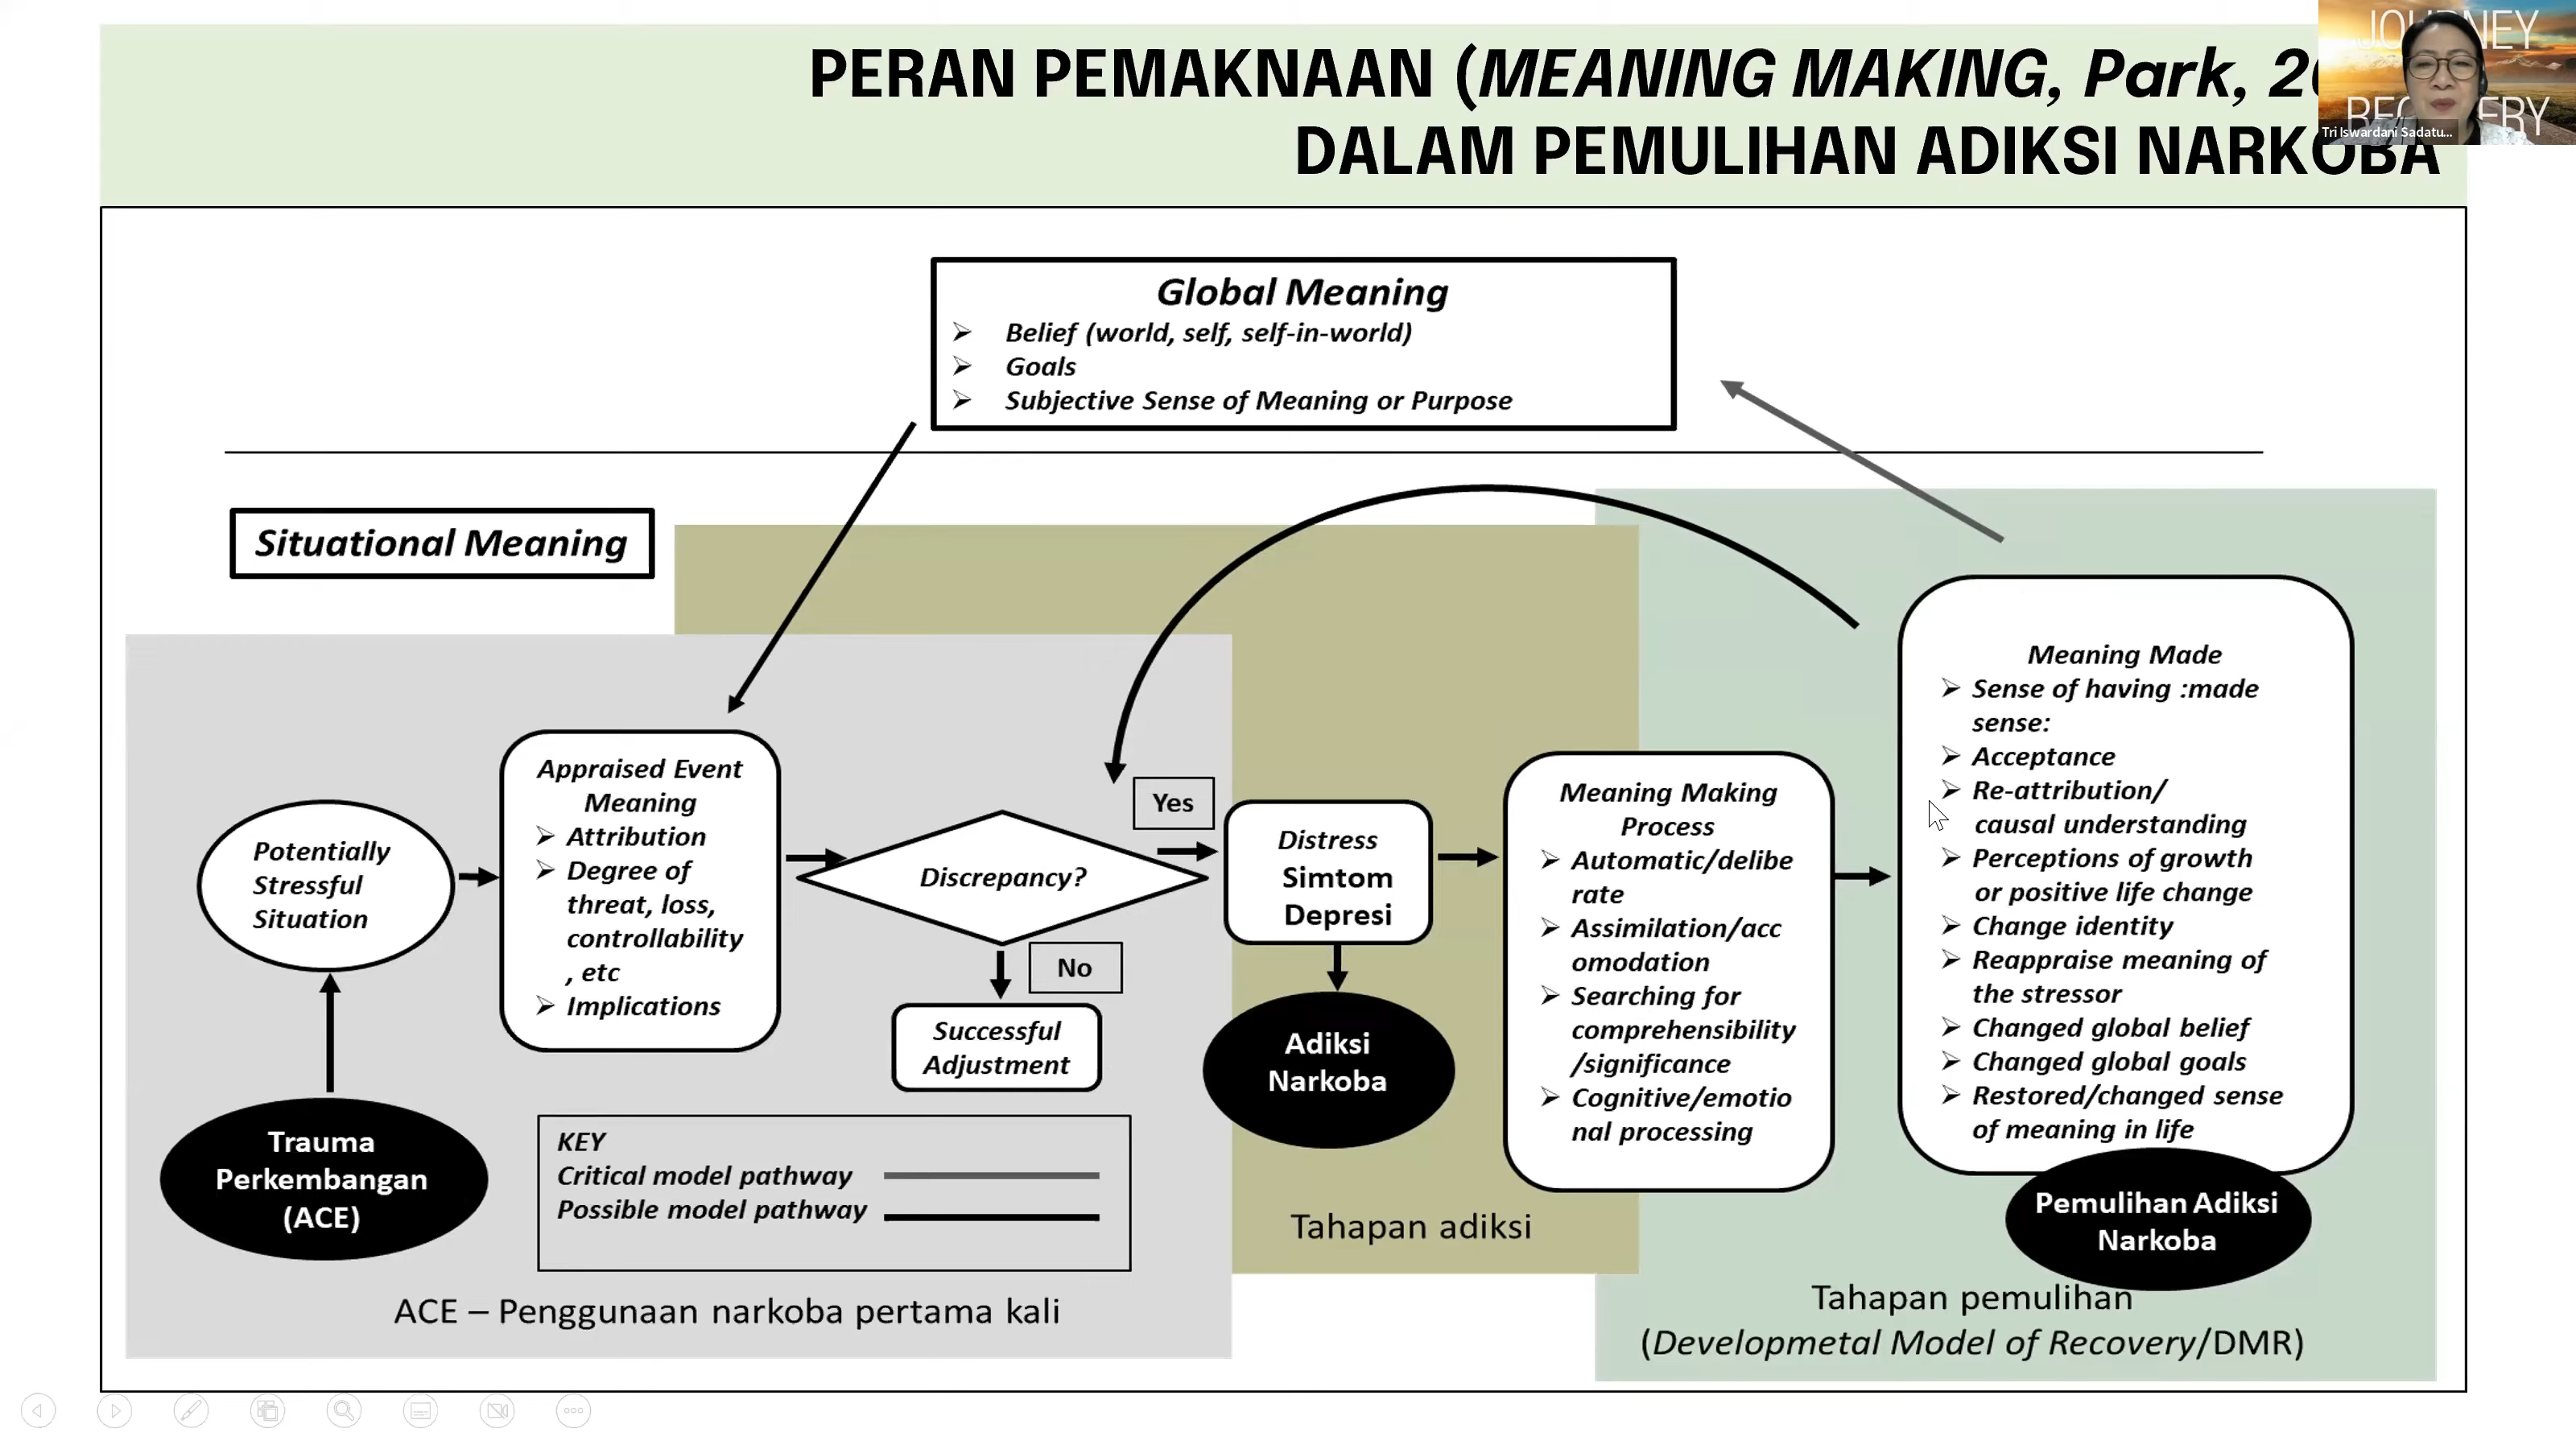 PERAN PEMAKNAAN (MEANING MAKING, Park,
DALAM PEMULIHAN ADIKSI NARKOBA
JOURNEY
RECOVERY
Tri Iswardani Sadatu...
Global Meaning
➢ Belief (world, self, self-in-world)
➢ Goals
➢ Subjective Sense of Meaning or Purpose
Situational Meaning
Potentially
Stressful
Situation
Trauma
Perkembangan
(ACE)
Appraised Event
Meaning
➢ Attribution
➢ Degree of
threat, loss,
controllability
, etc
➢ Implications
Discrepancy?
Yes
No
Successful
Adjustment
KEY
Critical model pathway
Possible model pathway
ACE – Penggunaan narkoba pertama kali
Distress
Simtom
Depresi
Adiksi
Narkoba
Tahapan adiksi
Meaning Making
Process
➢ Automatic/delibe
rate
➢ Assimilation/acc
omodation
➢ Searching for
comprehensibility
/significance
➢ Cognitive/emotio
nal processing
Meaning Made
➢ Sense of having :made
sense:
➢ Acceptance
➢ Re-attribution/
causal understanding
➢ Perceptions of growth
or positive life change
➢ Change identity
➢ Reappraise meaning of
the stressor
➢ Changed global belief
➢ Changed global goals
➢ Restored/changed sense
of meaning in life
Pemulihan Adiksi
Narkoba
Tahapan pemulihan
(Developmetal Model of Recovery/DMR)